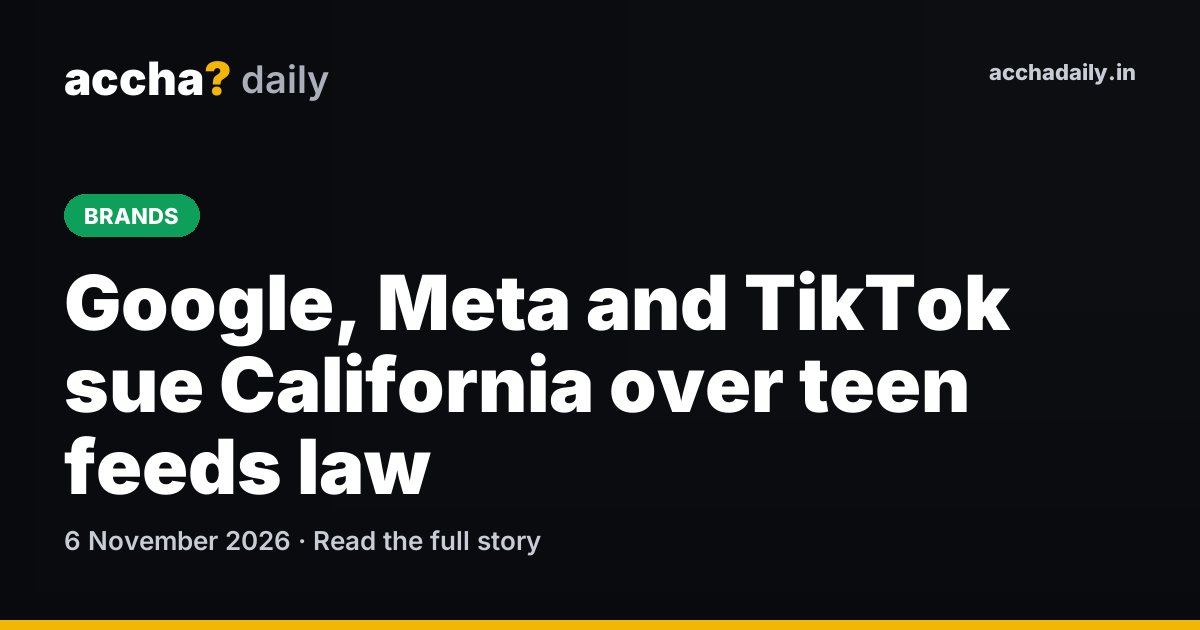 accha? daily
acchadaily.in
BRANDS
Google, Meta and TikTok
sue California over teen
feeds law
6 November 2026 · Read the full story